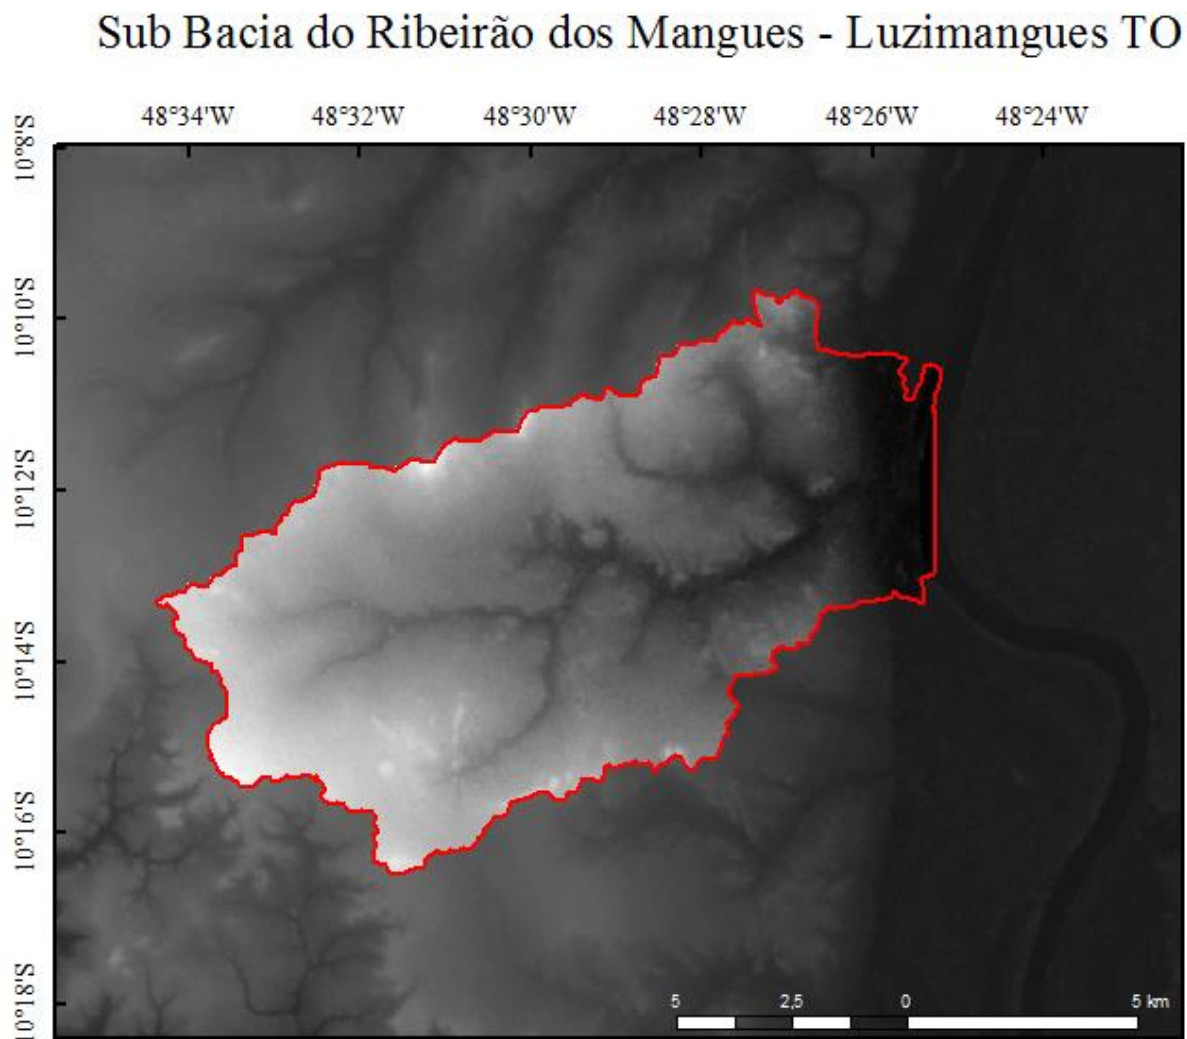 Sub Bacia do Ribeirão dos Mangues - Luzimangues TO
48°34'W 48°32'W 48°30'W 48°28'W 48°26'W 48°24'W
10°8'S
10°10'S
10°12'S
10°14'S
10°16'S
10°18'S
5 2,5 0 5 km